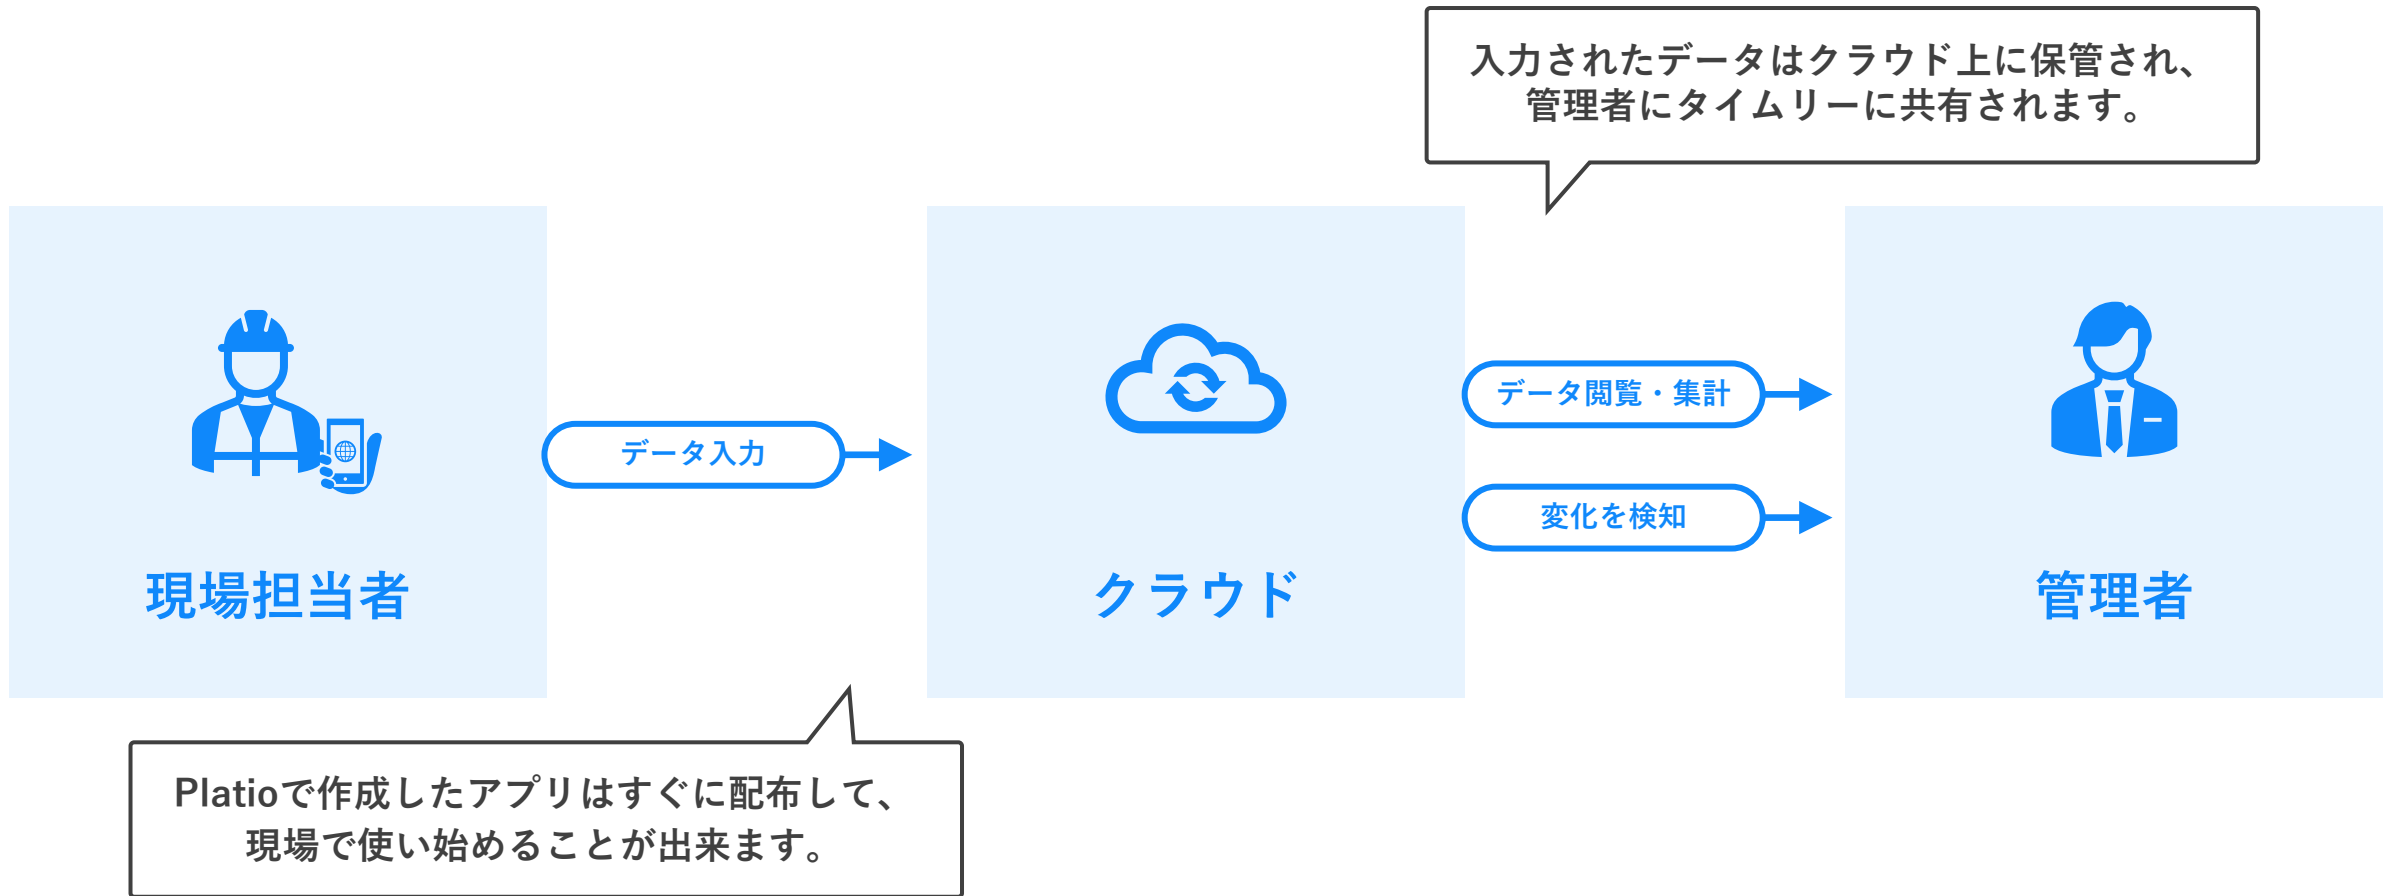 入力されたデータはクラウド上に保管され、
管理者にタイムリーに共有されます。
データ入力
データ閲覧・集計
変化を検知
現場担当者
クラウド
管理者
Platioで作成したアプリはすぐに配布して、
現場で使い始めることが出来ます。